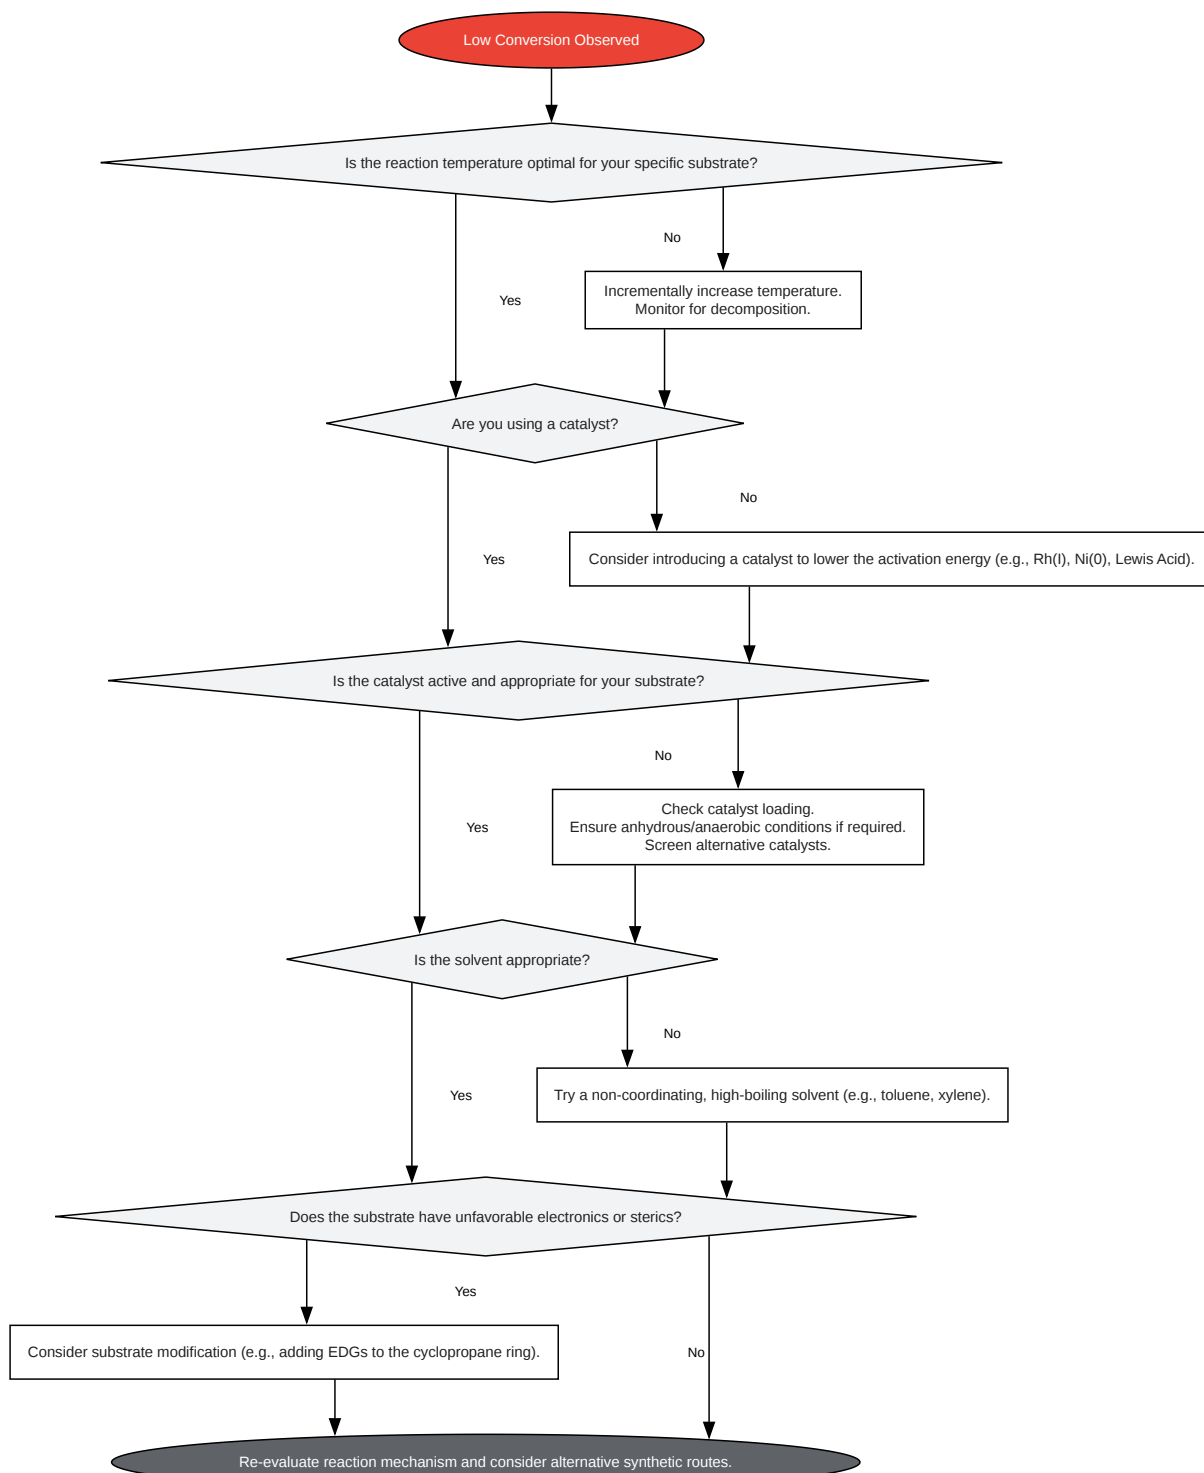 Low Conversion Observed
Is the reaction temperature optimal for your specific substrate?
No
Incrementally increase temperature.
Monitor for decomposition.
Yes
Are you using a catalyst?
No
Consider introducing a catalyst to lower the activation energy (e.g., Rh(I), Ni(0), Lewis Acid).
Yes
Is the catalyst active and appropriate for your substrate?
No
Check catalyst loading.
Ensure anhydrous/anaerobic conditions if required.
Screen alternative catalysts.
Yes
Is the solvent appropriate?
No
Try a non-coordinating, high-boiling solvent (e.g., toluene, xylene).
Yes
Does the substrate have unfavorable electronics or sterics?
Yes
Consider substrate modification (e.g., adding EDGs to the cyclopropane ring).
No
Re-evaluate reaction mechanism and consider alternative synthetic routes.